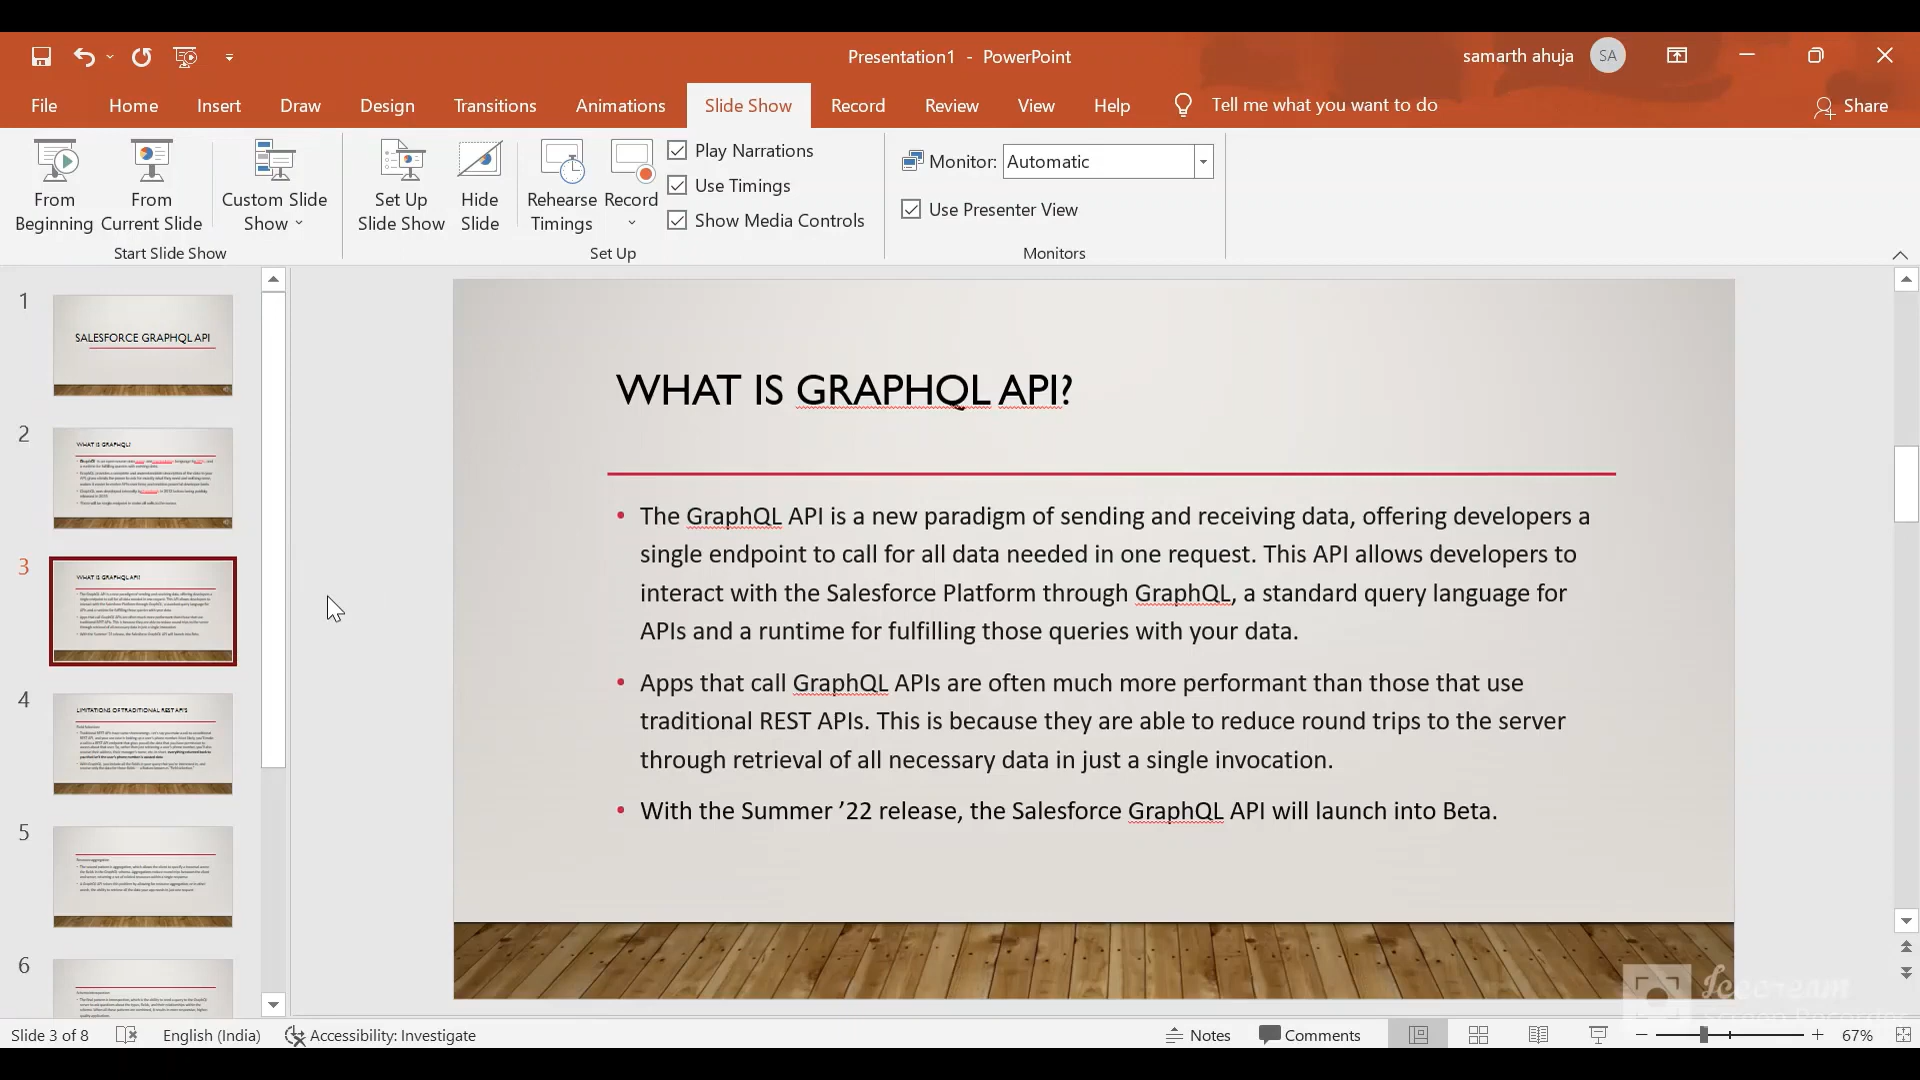 Presentation1 - PowerPoint
samarth ahuja
SA
File
Home
Insert
Draw
Design
Transitions
Animations
Slide Show
Record
Review
View
Help
Tell me what you want to do
Share
From Beginning
From Current Slide
Custom Slide Show
Start Slide Show
Set Up Slide Show
Hide Slide
Rehearse Timings
Record
Play Narrations
Use Timings
Show Media Controls
Set Up
Monitor:
Automatic
Use Presenter View
Monitors
1
SALESFORCE GRAPHQL API
2
3
WHAT IS GRAPHQL API?
4
LIMITATIONS OF TRADITIONAL REST API'S
5
6
WHAT IS GRAPHQL API?
• The GraphQL API is a new paradigm of sending and receiving data, offering developers a
single endpoint to call for all data needed in one request. This API allows developers to
interact with the Salesforce Platform through GraphQL, a standard query language for
APIs and a runtime for fulfilling those queries with your data.
• Apps that call GraphQL APIs are often much more performant than those that use
traditional REST APIs. This is because they are able to reduce round trips to the server
through retrieval of all necessary data in just a single invocation.
• With the Summer ’22 release, the Salesforce GraphQL API will launch into Beta.
Icecream
Screen Recorder
Slide 3 of 8
English (India)
Accessibility: Investigate
Notes
Comments
67%